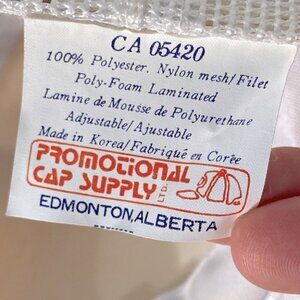 CA 05420
100% Polyester, Nylon mesh/Filet
Poly-Foam Laminated
Lamine de Mousse de Polyurethane
Adjustable/Ajustable
Made in Korea/Fabriqué en Corée
PROMOTIONAL
CAP SUPPLY LTD.
EDMONTON, ALBERTA